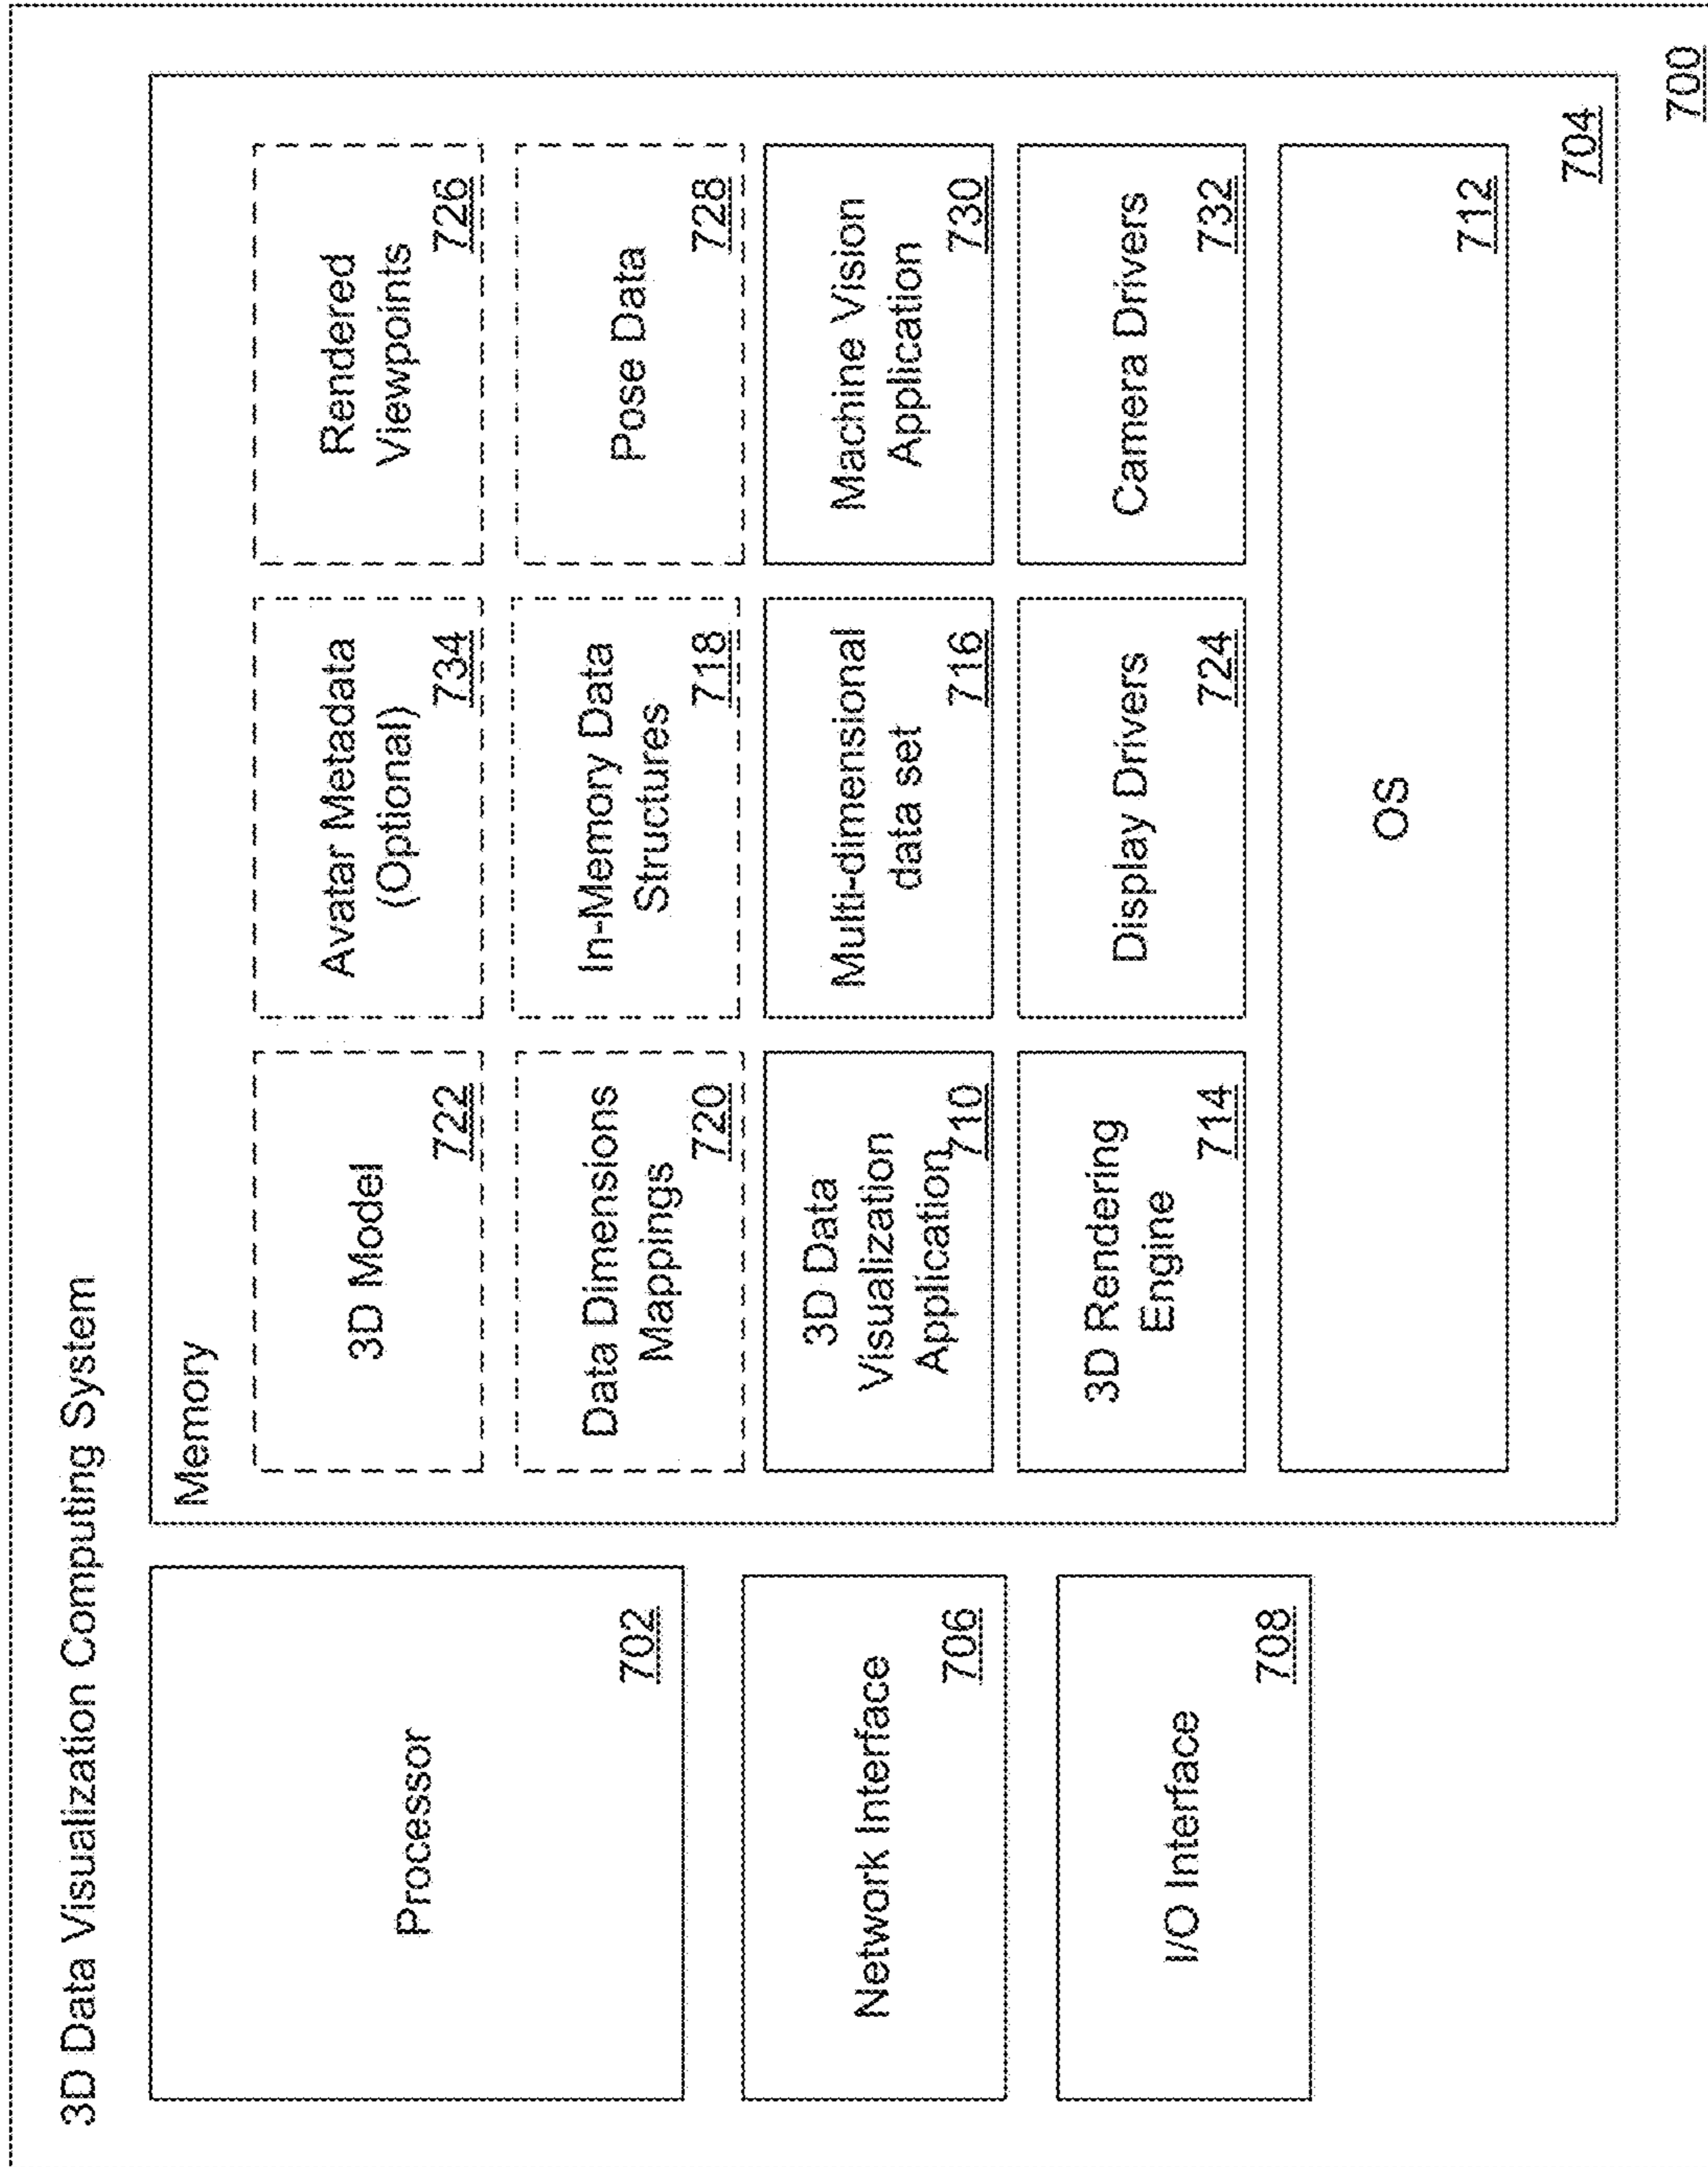 3D Data Visualization Computing System
Processor
702
Network Interface
706
I/O Interface
708
Memory
3D Model
722
Avatar Metadata
(Optional)
734
Rendered
Viewpoints
726
Data Dimensions
Mappings
720
In-Memory Data
Structures
718
Pose Data
728
3D Data
Visualization
Application
710
Multi-dimensional
data set
716
Machine Vision
Application
730
3D Rendering
Engine
714
Display Drivers
724
Camera Drivers
732
OS
712
704
700